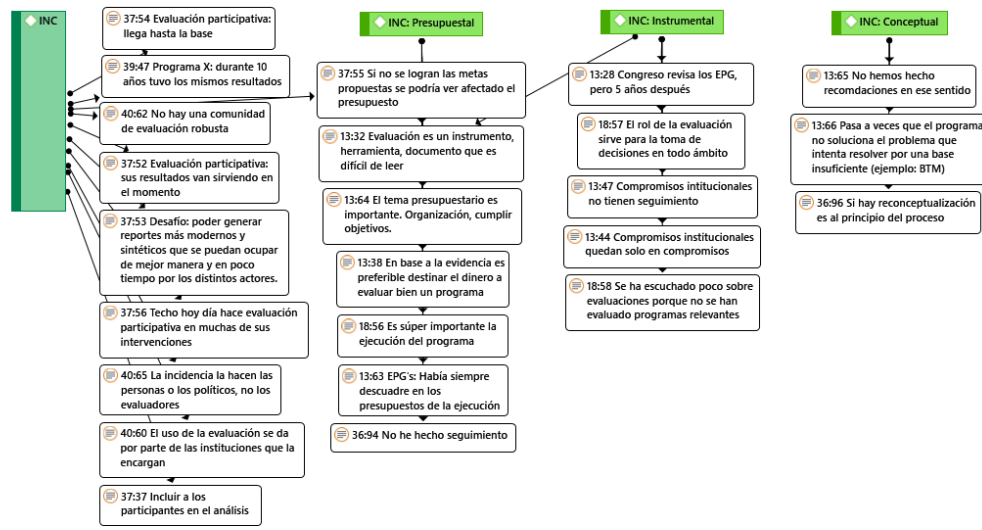 INC
37:54 Evaluación participativa:
llega hasta la base
39:47 Programa X: durante 10
años tuvo los mismos resultados
40:62 No hay una comunidad
de evaluación robusta
37:52 Evaluación participativa:
sus resultados van sirviendo en
el momento
37:53 Desafío: poder generar
reportes más modernos y
sintéticos que se puedan ocupar
de mejor manera y en poco
tiempo por los distintos actores.
37:56 Techo hoy día hace evaluación
participativa en muchas de sus
intervenciones
40:65 La incidencia la hacen las
personas o los políticos, no los
evaluadores
40:60 El uso de la evaluación se da
por parte de las instituciones que la
encargan
37:37 Incluir a los
participantes en el análisis
INC: Presupuestal
37:55 Si no se logran las metas
propuestas se podría ver afectado el
presupuesto
13:32 Evaluación es un instrumento,
herramienta, documento que es
difícil de leer
13:64 El tema presupuestario es
importante. Organización, cumplir
objetivos.
13:38 En base a la evidencia es
preferible destinar el dinero a
evaluar bien un programa
18:56 Es súper importante la
ejecución del programa
13:63 EPG´s: Había siempre
descuadre en los
presupuestos de la ejecución
36:94 No he hecho seguimiento
INC: Instrumental
13:28 Congreso revisa los EPG,
pero 5 años después
18:57 El rol de la evaluación
sirve para la toma de
decisiones en todo ámbito
13:47 Compromisos intitucionales
no tienen seguimiento
13:44 Compromisos institucionales
quedan solo en compromisos
18:58 Se ha escuchado poco sobre
evaluaciones porque no se han
evaluado programas relevantes
INC: Conceptual
13:65 No hemos hecho
recomdaciones en ese sentido
13:66 Pasa a veces que el programa
no soluciona el problema que
intenta resolver por una base
insuficiente (ejemplo: BTM)
36:96 Si hay reconceptualización
es al principio del proceso